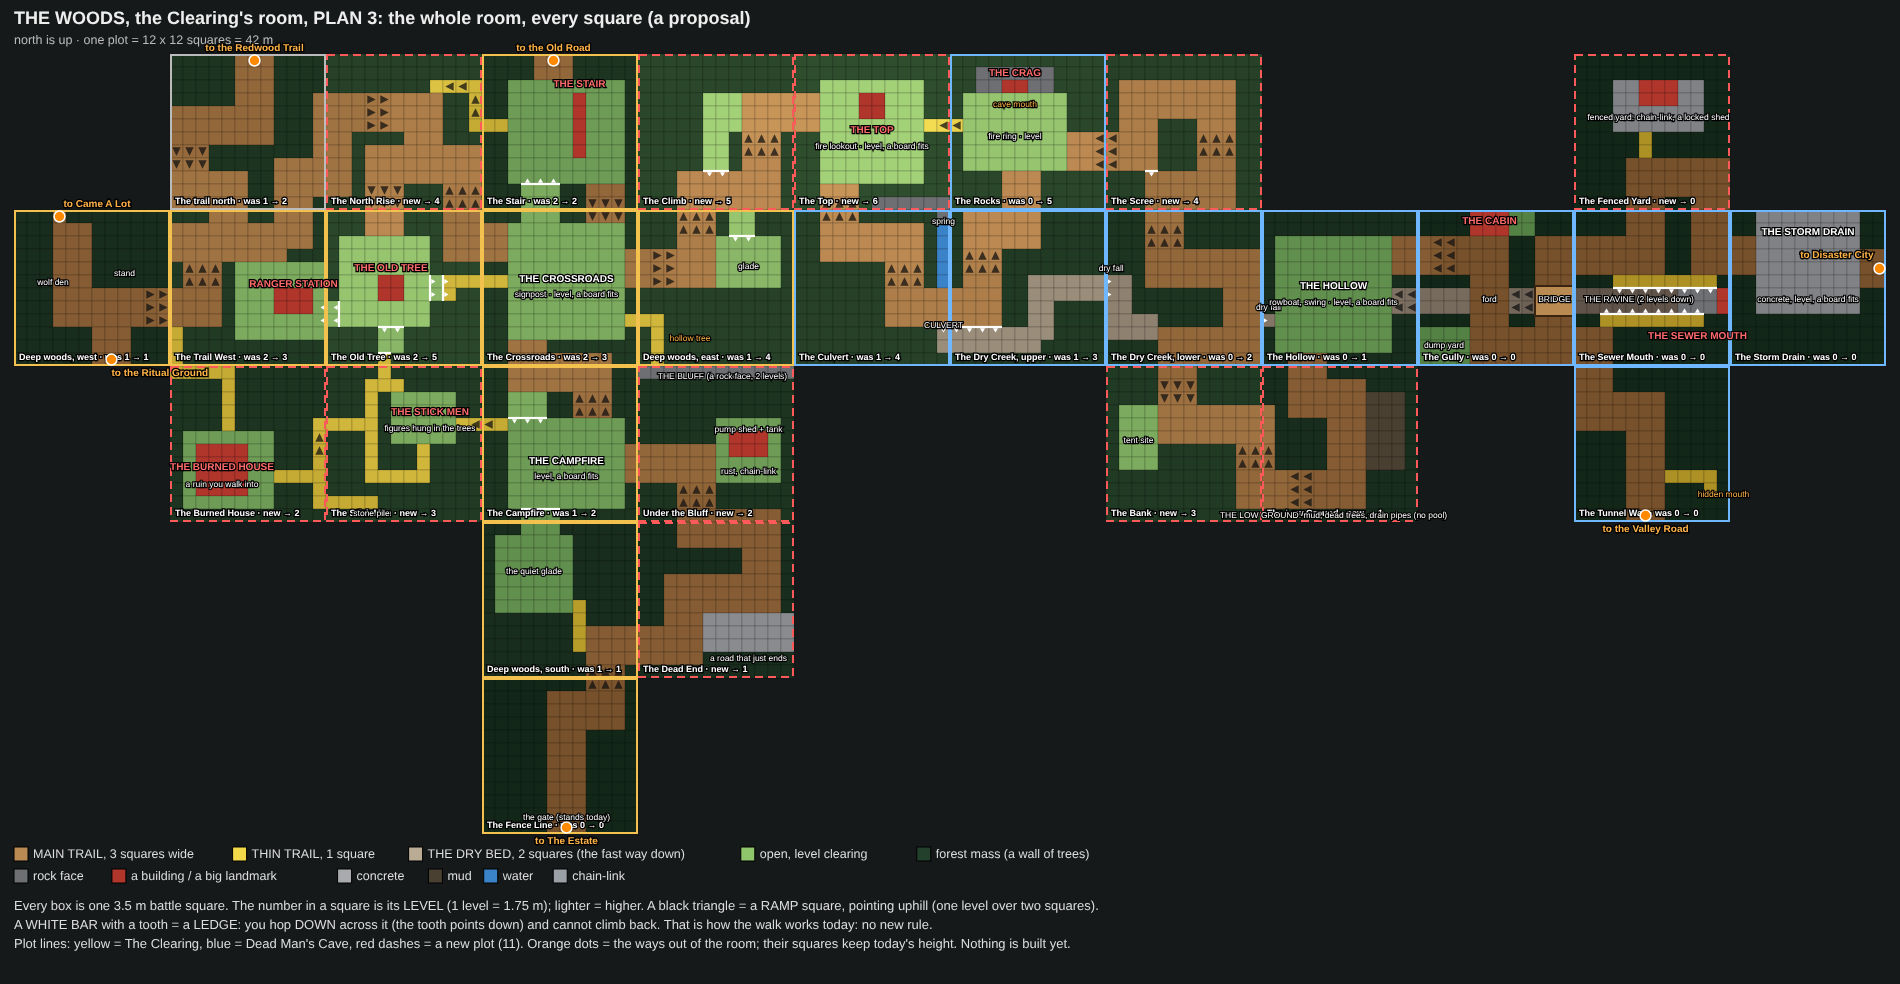 THE WOODS, the Clearing's room, PLAN 3: the whole room, every square (a proposal)
north is up · one plot = 12 x 12 squares = 42 m
to the Redwood Trail
to the Old Road
THE STAIR
THE CRAG
cave mouth
THE TOP
fire ring · level
fire lookout · level, a board fits
fenced yard: chain-link, a locked shed
The trail north · was 1 → 2
The North Rise · new → 4
The Stair · was 2 → 2
The Climb · new → 5
The Top · new → 6
The Rocks · was 0 → 5
The Scree · new → 4
The Fenced Yard · new → 0
to Came A Lot
spring
THE CABIN
THE STORM DRAIN
to Disaster City
wolf den
stand
RANGER STATION
THE OLD TREE
THE CROSSROADS
signpost · level, a board fits
glade
dry fall
THE HOLLOW
rowboat, swing · level, a board fits
dry fall
ford
BRIDGE
THE RAVINE (2 levels down)
concrete, level, a board fits
CULVERT
hollow tree
dump yard
THE SEWER MOUTH
The Trail West · was 2 → 3
The Old Tree · was 2 → 5
The Crossroads · was 2 → 3
Deep woods, east · was 1 → 4
The Culvert · was 1 → 4
The Dry Creek, upper · was 1 → 3
The Dry Creek, lower · was 0 → 2
The Hollow · was 0 → 1
The Gully · was 0 → 0
The Sewer Mouth · was 0 → 0
The Storm Drain · was 0 → 0
to the Ritual Ground
THE BLUFF (a rock face, 2 levels)
THE STICK MEN
figures hung in the trees
pump shed + tank
rust, chain-link
tent site
THE BURNED HOUSE
a ruin you walk into
THE CAMPFIRE
level, a board fits
hidden mouth
The Burned House · new → 2
The Campfire · was 1 → 2
Under the Bluff · new → 2
The Bank · new → 3
THE LOW GROUND: mud, dead trees, drain pipes (no pool)
to the Valley Road
the quiet glade
a road that just ends
Deep woods, south · was 1 → 1
The Dead End · new → 1
the gate (stands today)
to The Estate
MAIN TRAIL, 3 squares wide
THIN TRAIL, 1 square
THE DRY BED, 2 squares (the fast way down)
open, level clearing
forest mass (a wall of trees)
rock face
a building / a big landmark
concrete
mud
water
chain-link
Every box is one 3.5 m battle square. The number in a square is its LEVEL (1 level = 1.75 m); lighter = higher. A black triangle = a RAMP square, pointing uphill (one level over two squares).
A WHITE BAR with a tooth = a LEDGE: you hop DOWN across it (the tooth points down) and cannot climb back. That is how the walk works today: no new rule.
Plot lines: yellow = The Clearing, blue = Dead Man's Cave, red dashes = a new plot (11). Orange dots = the ways out of the room; their squares keep today's height. Nothing is built yet.